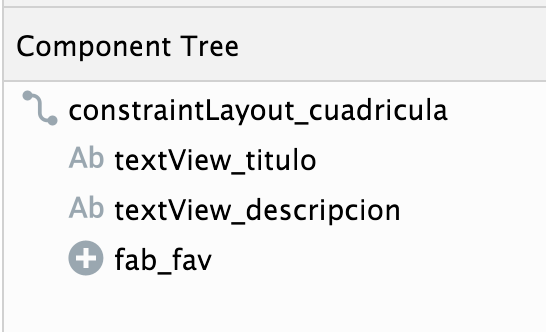 Component Tree
constraintLayout_cuadricula
Ab textView_titulo
Ab textView_descripcion
fab_fav